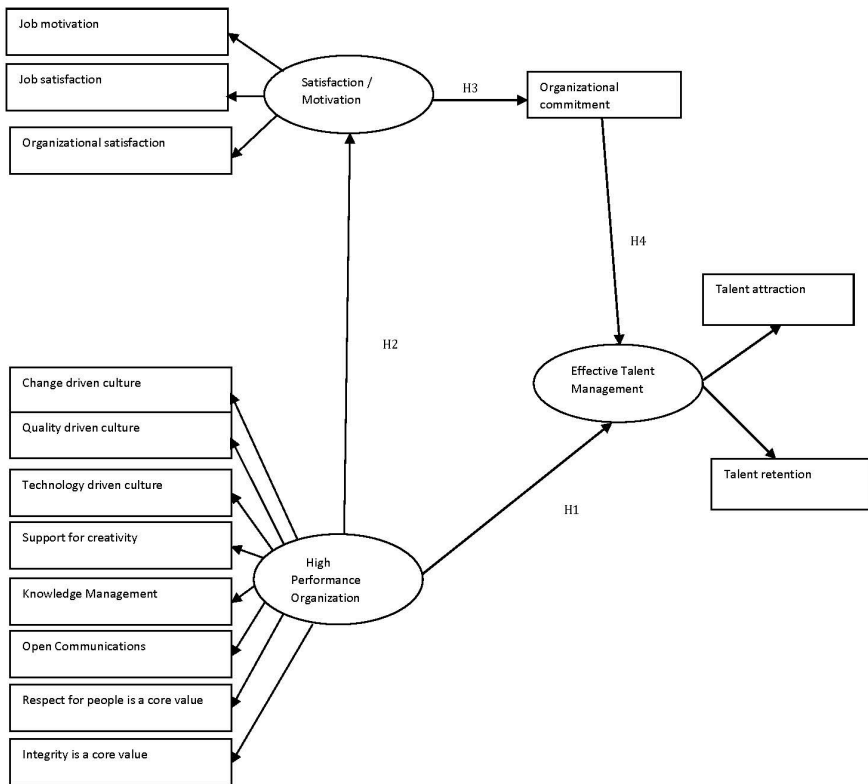 Job motivation
Job satisfaction
Organizational satisfaction
Satisfaction /
Motivation
H3
Organizational
commitment
H4
H2
Talent attraction
Effective Talent
Management
Talent retention
H1
Change driven culture
Quality driven culture
Technology driven culture
Support for creativity
Knowledge Management
Open Communications
Respect for people is a core value
Integrity is a core value
High
Performance
Organization